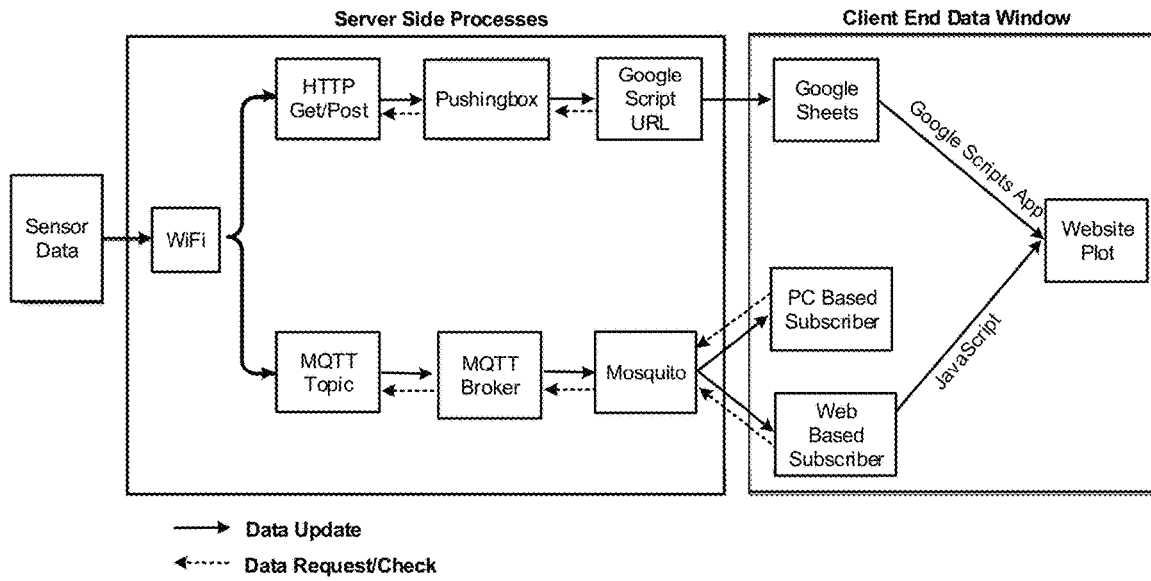 Server Side Processes
Client End Data Window
HTTP
Get/Post
Pushingbox
Google
Script
URL
Google
Sheets
Google Scripts App
Sensor
Data
WiFi
Website
Plot
PC Based
Subscriber
JavaScript
MQTT
Topic
MQTT
Broker
Mosquito
Web
Based
Subscriber
Data Update
Data Request/Check